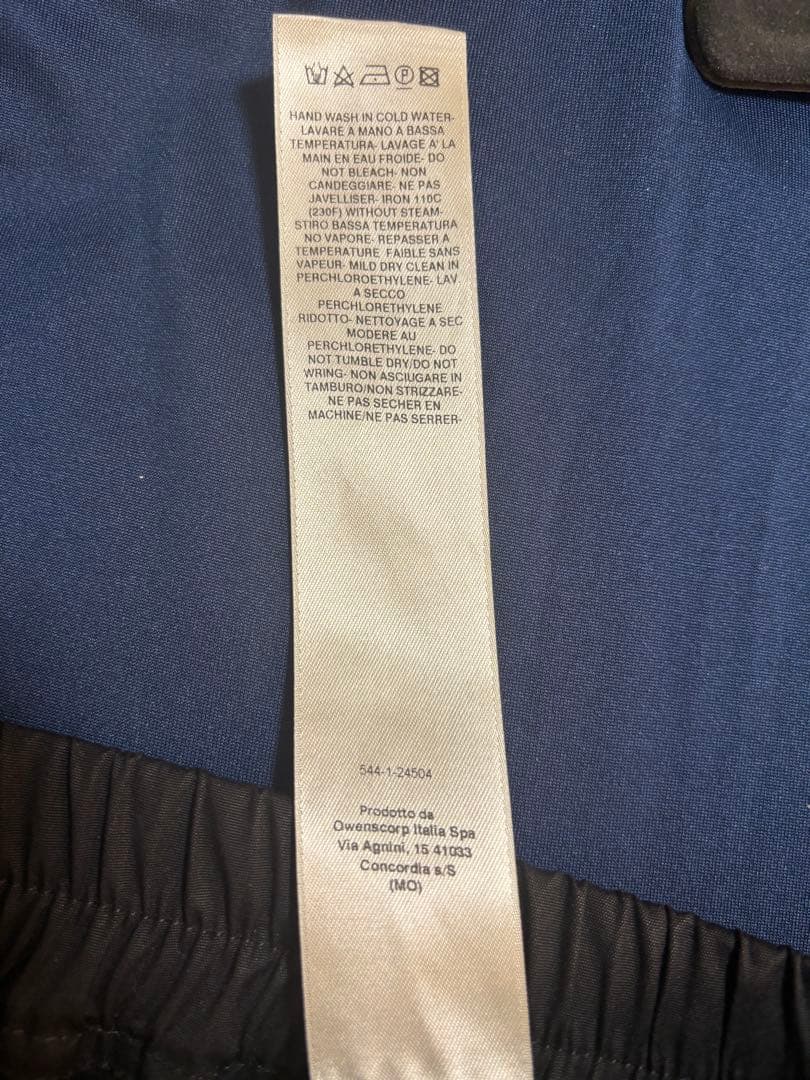 HAND WASH IN COLD WATER-
LAVARE A MANO A BASSA
TEMPERATURA- LAVAGE A' LA
MAIN EN EAU FROIDE- DO
NOT BLEACH- NON
CANDEGGIARE- NE PAS
JAVELLISER- IRON 110C
(230F) WITHOUT STEAM-
STIRO BASSA TEMPERATURA
NO VAPORE- REPASSER A
TEMPERATURE FAIBLE SANS
VAPEUR- MILD DRY CLEAN IN
PERCHLOROETHYLENE- LAV.
A SECCO
PERCHLORETHYLENE
RIDOTTO- NETTOYAGE A SEC
MODERE AU
PERCHLORETHYLENE- DO
NOT TUMBLE DRY/DO NOT
WRING- NON ASCIUGARE IN
TAMBURO/NON STRIZZARE-
NE PAS SECHER EN
MACHINE/NE PAS SERRER-
544-1-24504
Prodotto da
Owenscorp Italia Spa
Via Agnini, 15 41033
Concordia s/S
(MO)